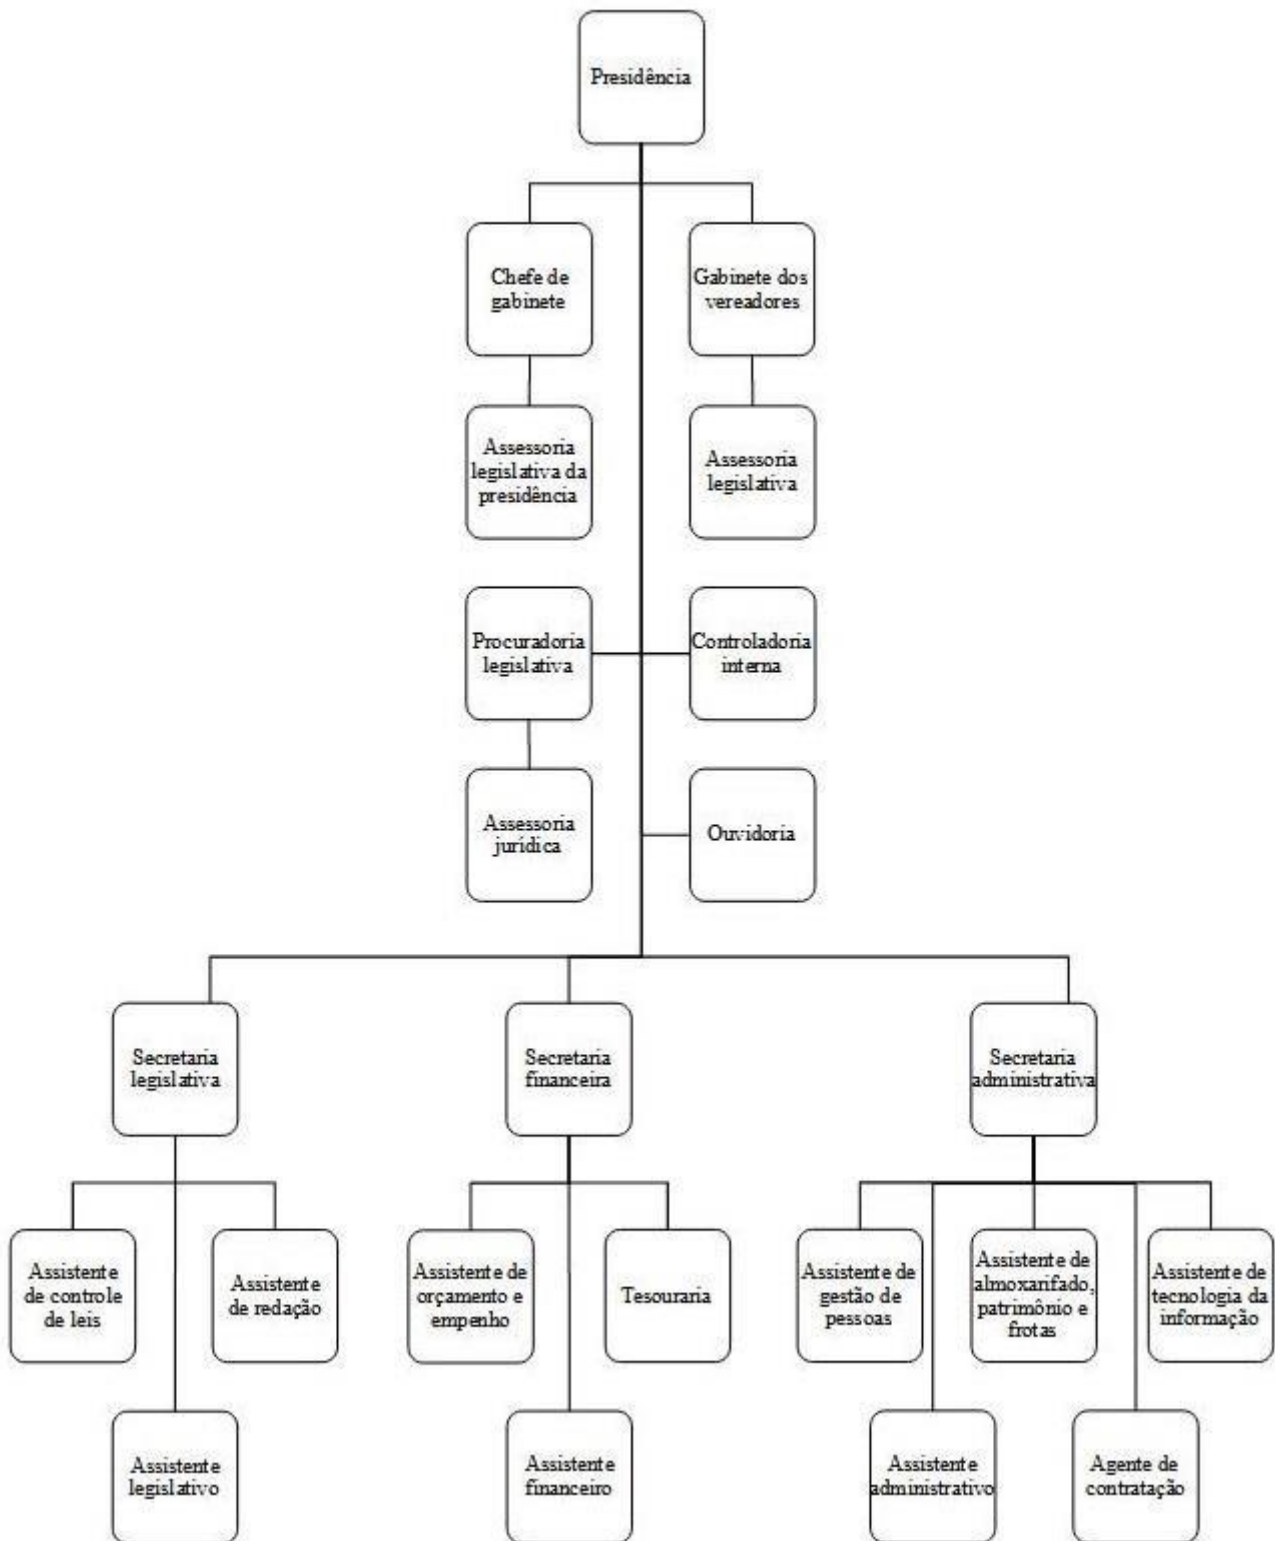 Presidência
Chefe de
gabinete
Gabinete dos
vereadores
Assessoria
legislativa da
presidência
Assessoria
legislativa
Procuradoria
legislativa
Controladoria
interna
Assessoria
jurídica
Ouvidoria
Secretaria
legislativa
Secretaria
financeira
Secretaria
administrativa
Assistente
de controle
de leis
Assistente
de redação
Assistente de
orçamento e
empenho
Tesouraria
Assistente de
gestão de
pessoas
Assistente de
almoxarifado,
patrimônio e
frotas
Assistente de
tecnologia da
informação
Assistente
legislativo
Assistente
financeiro
Assistente
administrativo
Agente de
contratação